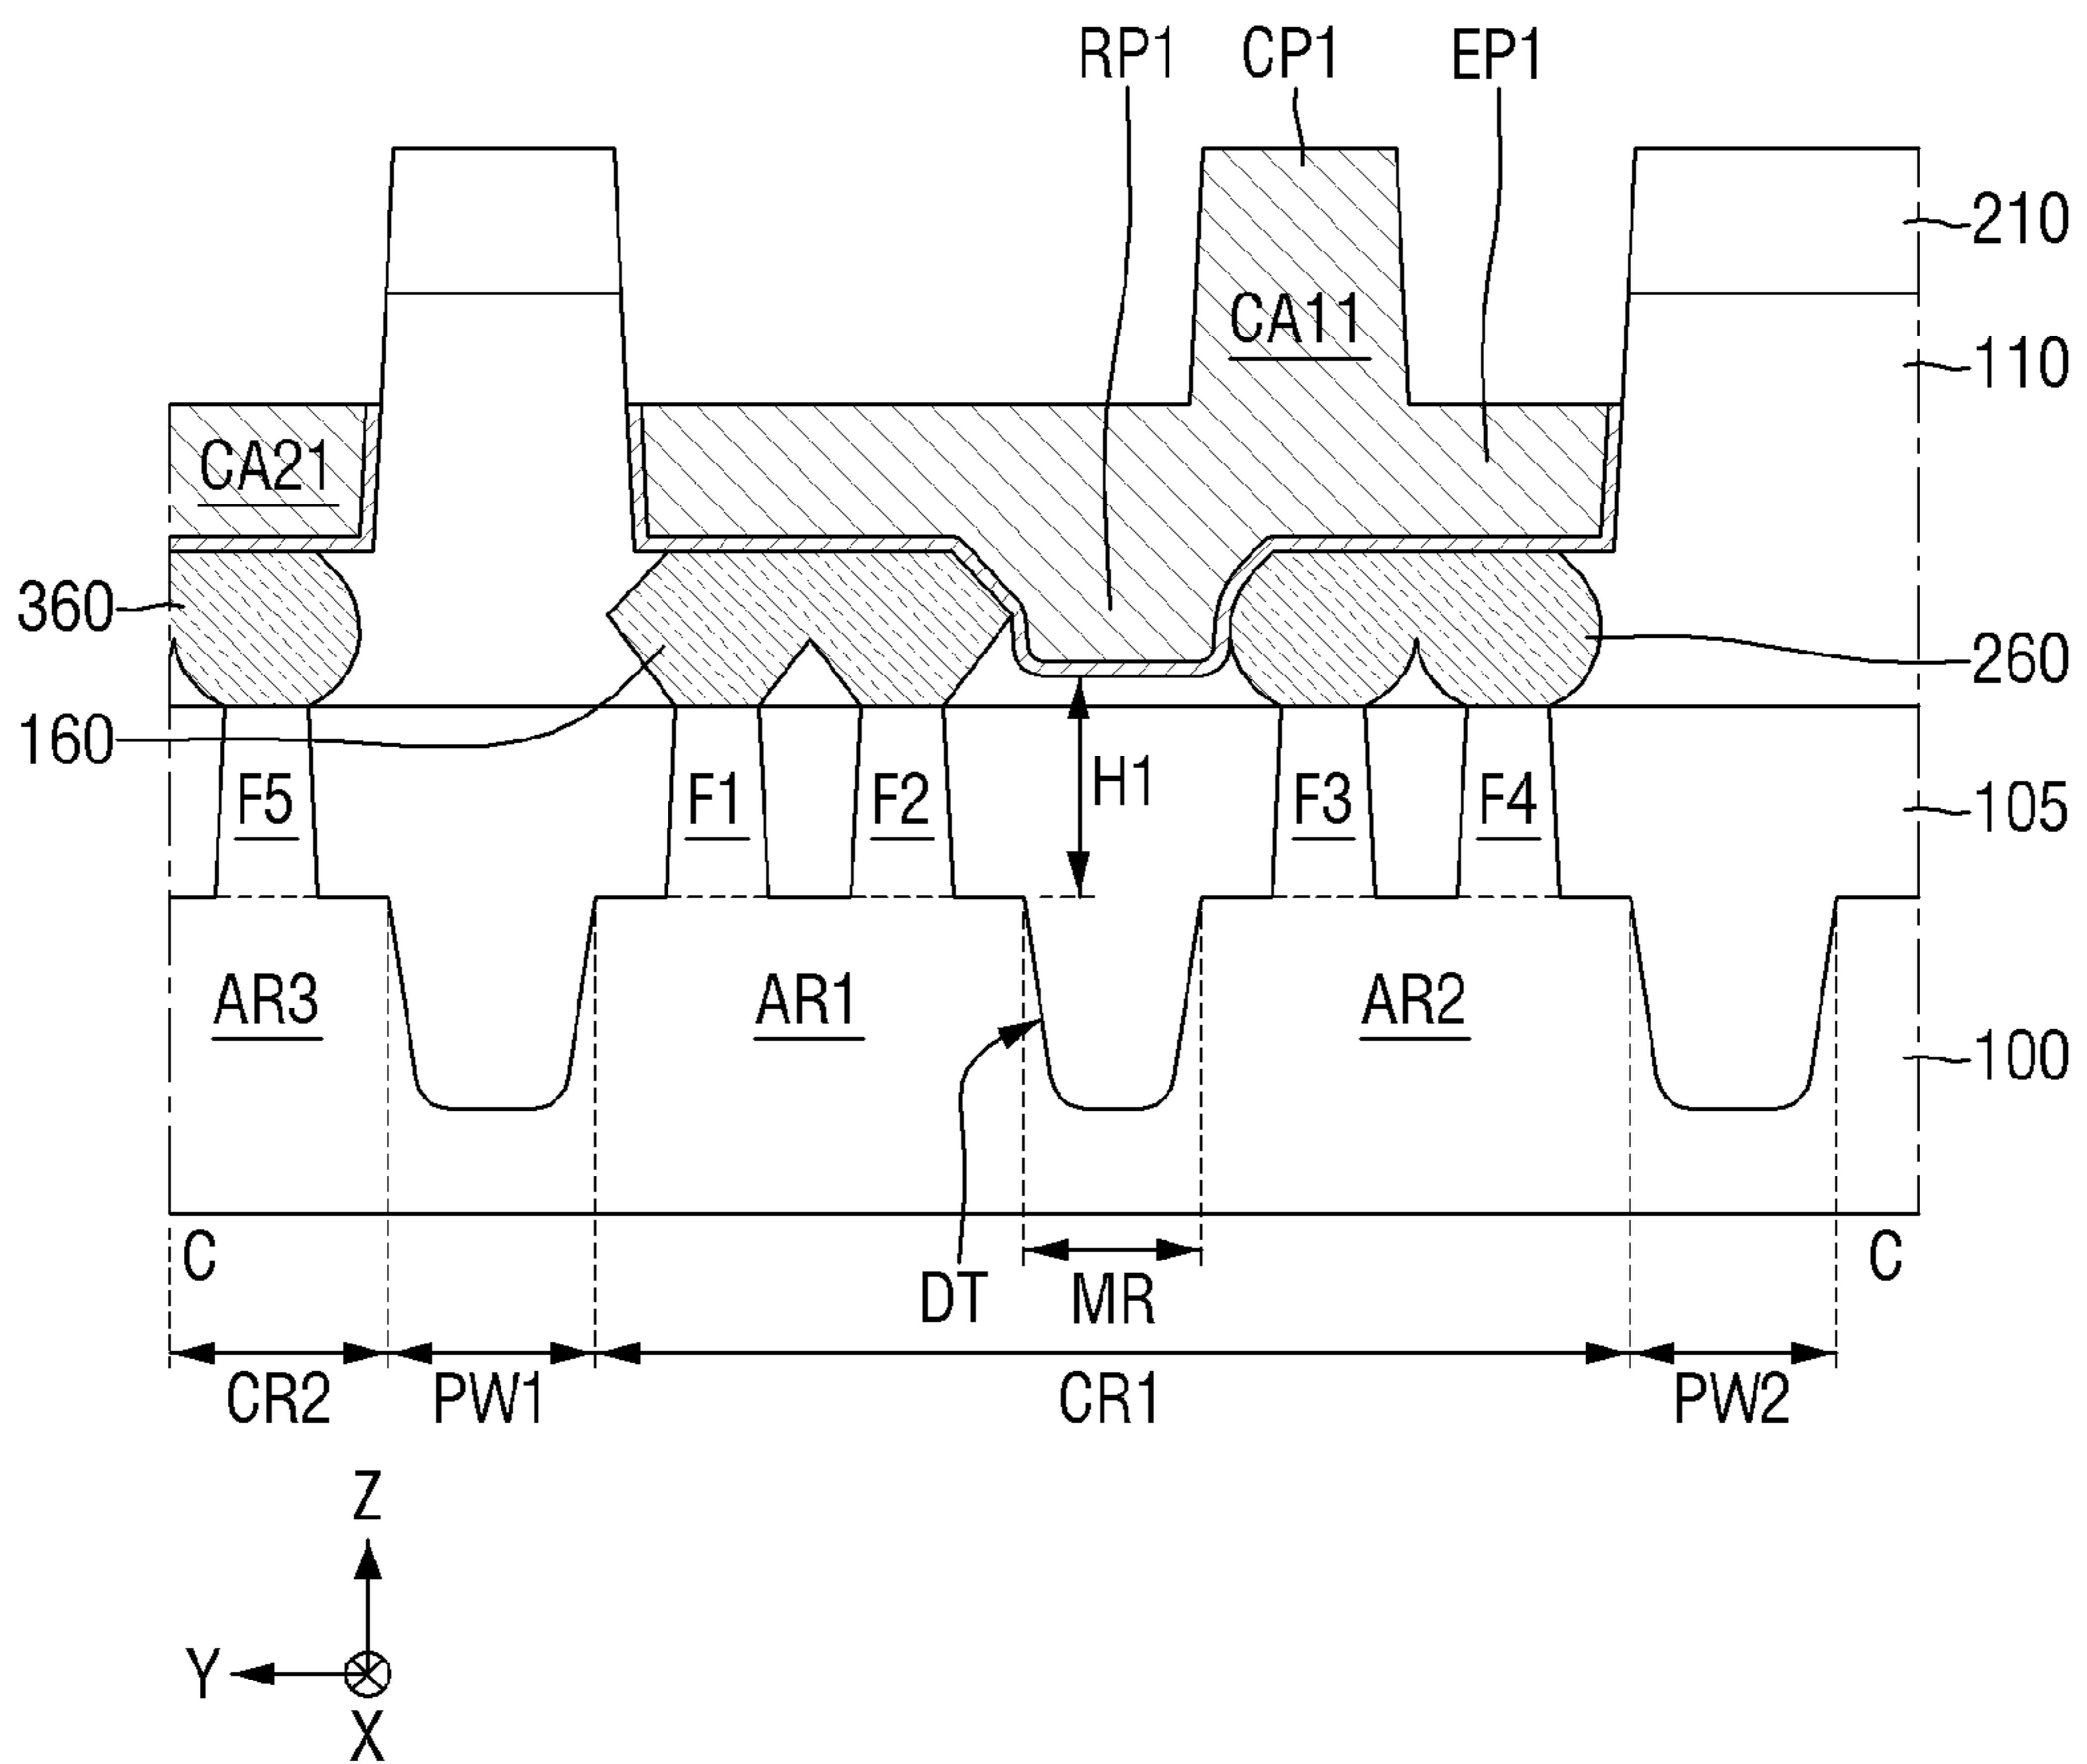 RP1 CP1 EP1
210
CA11
110
CA21
360
260
160
F5 F1 F2 H1 F3 F4 105
AR3 AR1 AR2
100
C C
DT MR
CR2 PW1 CR1 PW2
Z
Y
X